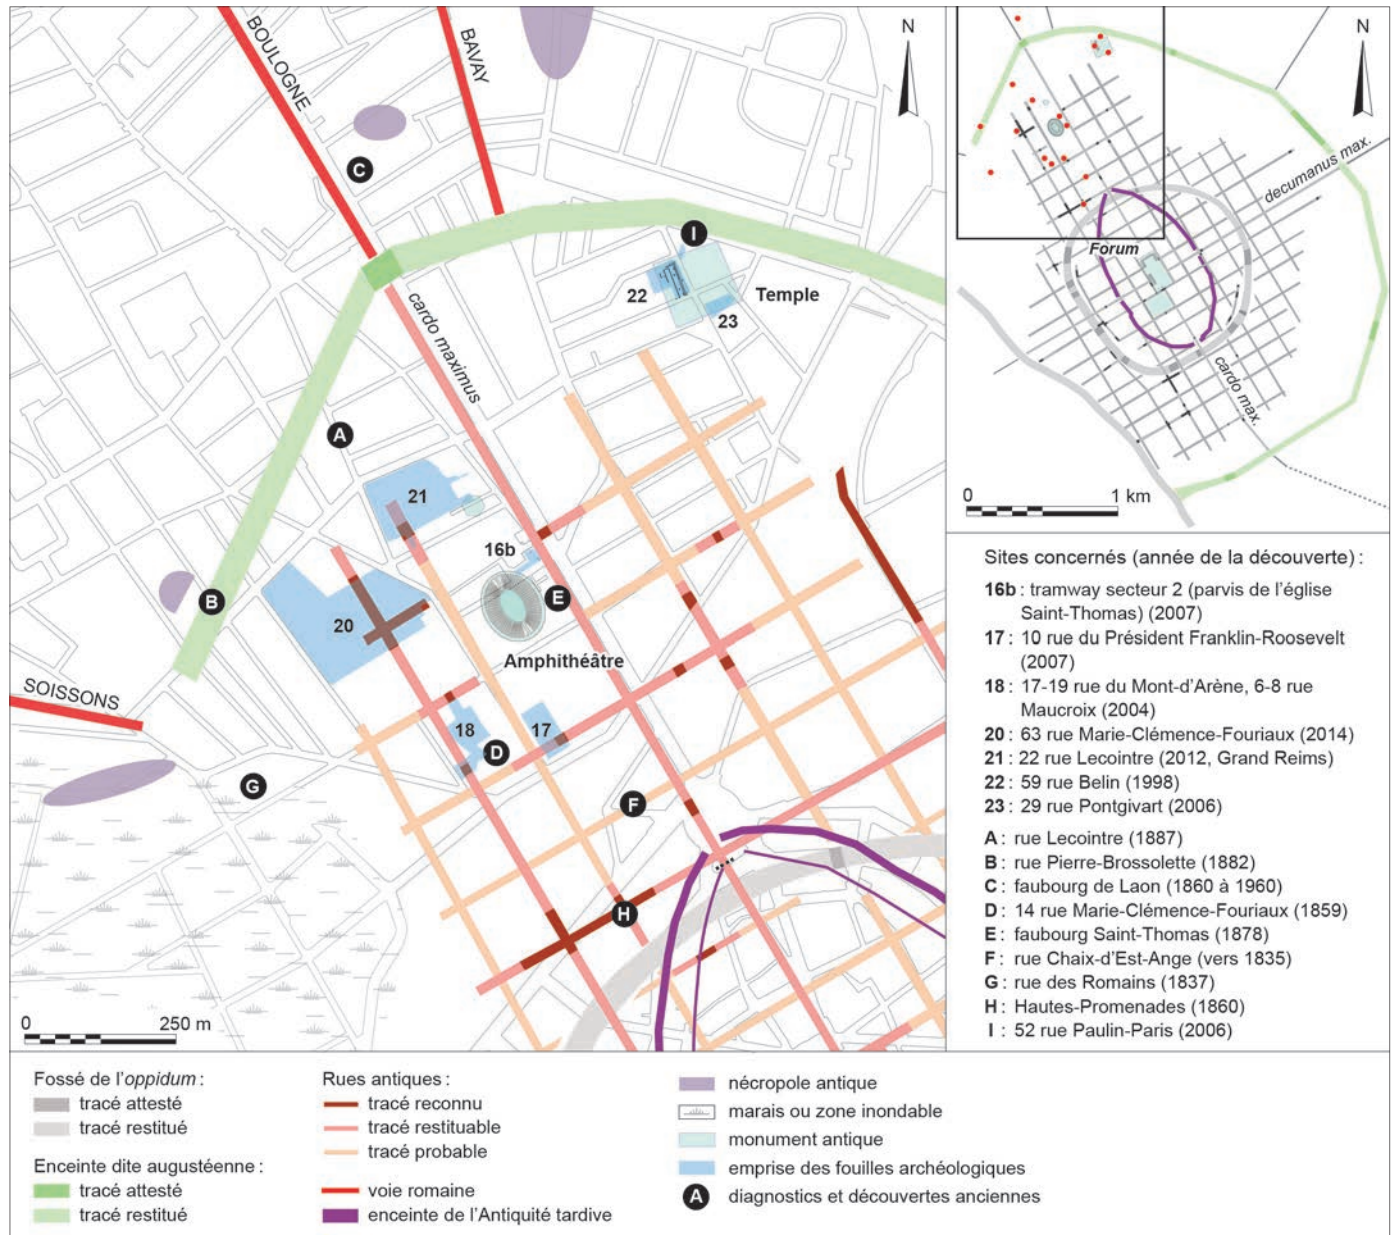 BOULOGNE
BAVAY
N
C
I
22
Temple
23
cardo maximus
A
21
16b
E
B
20
Amphithéâtre
SOISSONS
18
17
D
G
F
H
0 250 m
N
decumanus max.
Forum
cardo max.
0 1 km
Sites concernés (année de la découverte) :
16b : tramway secteur 2 (parvis de l'église
Saint-Thomas) (2007)
17 : 10 rue du Président Franklin-Roosevelt
(2007)
18 : 17-19 rue du Mont-d'Arène, 6-8 rue
Maucroix (2004)
20 : 63 rue Marie-Clémence-Fouriaux (2014)
21 : 22 rue Lecointre (2012, Grand Reims)
22 : 59 rue Belin (1998)
23 : 29 rue Pontgivart (2006)
A : rue Lecointre (1887)
B : rue Pierre-Brossolette (1882)
C : faubourg de Laon (1860 à 1960)
D : 14 rue Marie-Clémence-Fouriaux (1859)
E : faubourg Saint-Thomas (1878)
F : rue Chaix-d'Est-Ange (vers 1835)
G : rue des Romains (1837)
H : Hautes-Promenades (1860)
I : 52 rue Paulin-Paris (2006)
Fossé de l'oppidum :
tracé attesté
tracé restitué
Enceinte dite augustéenne :
tracé attesté
tracé restitué
Rues antiques :
tracé reconnu
tracé restituable
tracé probable
voie romaine
enceinte de l'Antiquité tardive
nécropole antique
marais ou zone inondable
monument antique
emprise des fouilles archéologiques
A diagnostics et découvertes anciennes